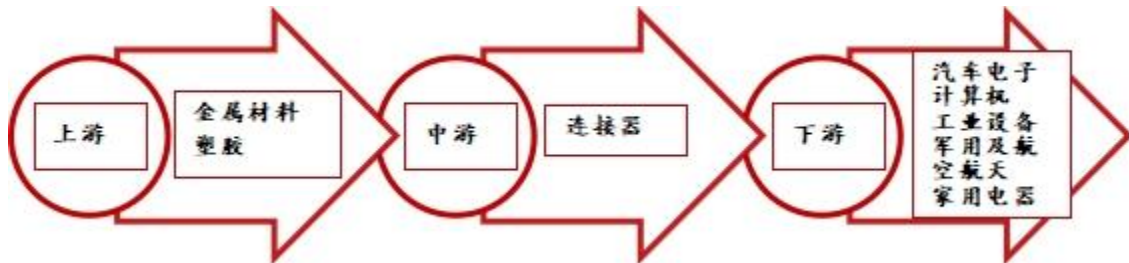 上游
金属材料
塑胶
中游
连接器
下游
汽车电子
计算机
工业设备
军用及航
空航天
家用电器